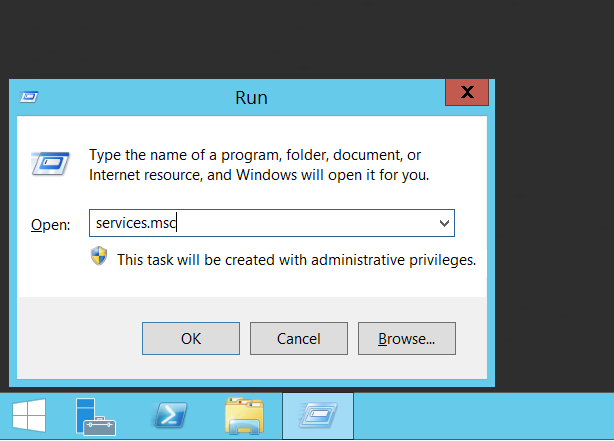 Run
X
Type the name of a program, folder, document, or
Internet resource, and Windows will open it for you.
Open: services.msc
This task will be created with administrative privileges.
OK Cancel Browse...